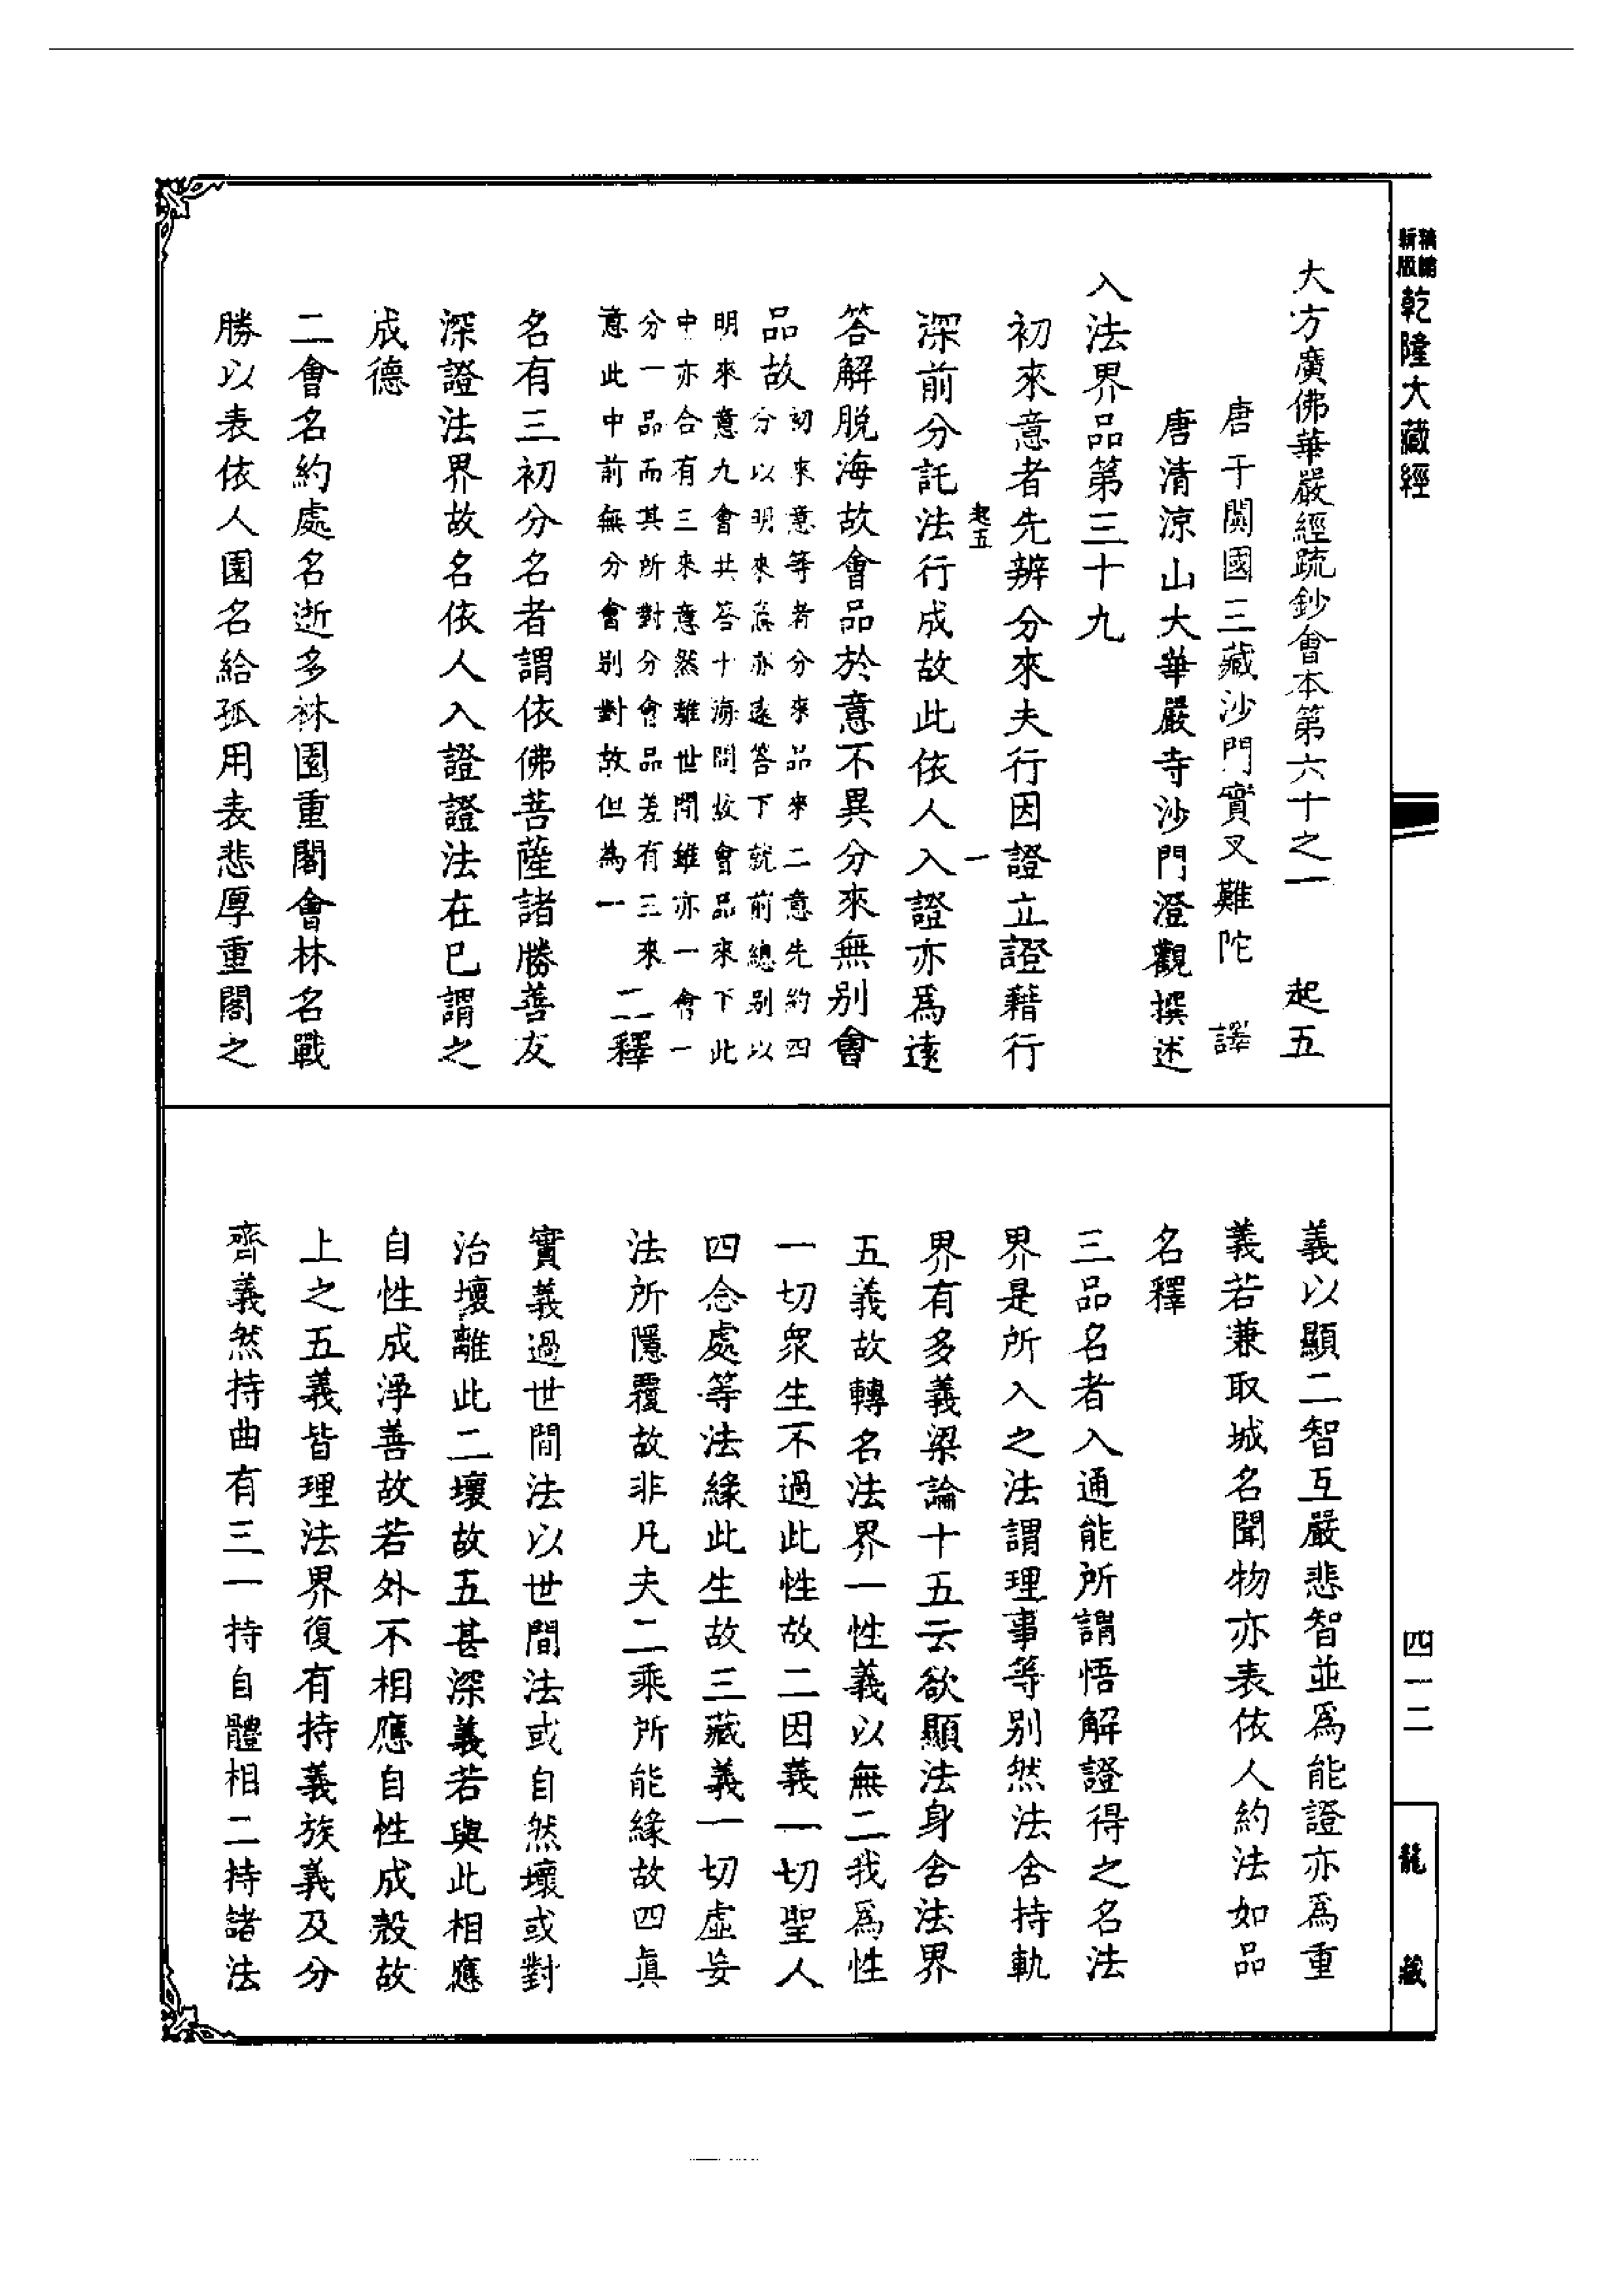 精縮
新版
乾隆大藏經
大方廣佛華嚴經疏鈔會本第六十之一　起五
唐于闐國三藏沙門實叉難陀　譯
唐清涼山大華嚴寺沙門澄觀撰述
入法界品第三十九
初來意者先辨分來夫行因證立證藉行
起五　一
深前分託法行成故此依人入證亦爲遠
答解脱海故會品於意不異分來無別會
品故
初來意等者分來品來二意先約四
分以明來意亦遠答下就前總別以
明來意九會共答十海問故會品來下此
中亦合有三來意然離世間雖亦一會一
分一品而其所對分會品差有三來
意此中前無分會別對故但為一
二釋
名有三初分名者謂依佛菩薩諸勝善友
深證法界故名依人入證證法在已謂之
成德
二會名約處名逝多林園重閣會林名戰
勝以表依人園名給孤用表悲厚重閣之
義以顯二智互嚴悲智並爲能證亦爲重
義若兼取城名聞物亦表依人約法如品
名釋
三品名者入通能所謂悟解證得之名法
界是所入之法謂理事等別然法含持軌
界有多義梁論十五云欲顯法身含法界
五義故轉名法界一性義以無二我爲性
一切衆生不過此性故二因義一切聖人
四念處等法緣此生故三藏義一切虛妄
法所隱覆故非凡夫二乘所能緣故四眞
實義過世間法以世間法或自然壞或對
治壞離此二壞故五甚深義若與此相應
自性成淨善故若外不相應自性成㲉故
上之五義皆理法界復有持義族義及分
齊義然持曲有三一持自體相二持諸法
四一二
龍藏